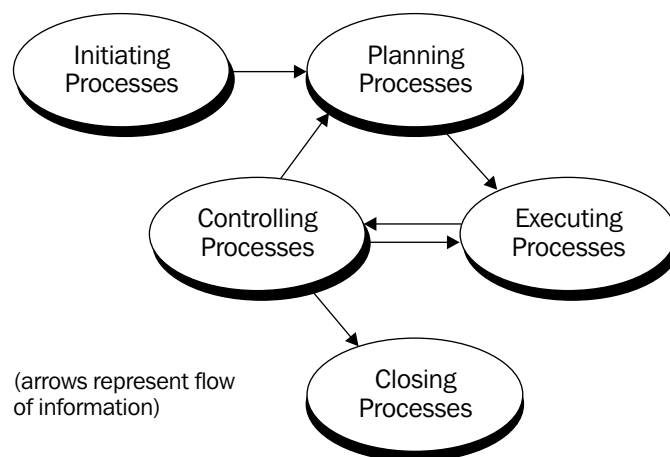 Initiating
Processes
Planning
Processes
Controlling
Processes
Executing
Processes
Closing
Processes
(arrows represent flow
of information)